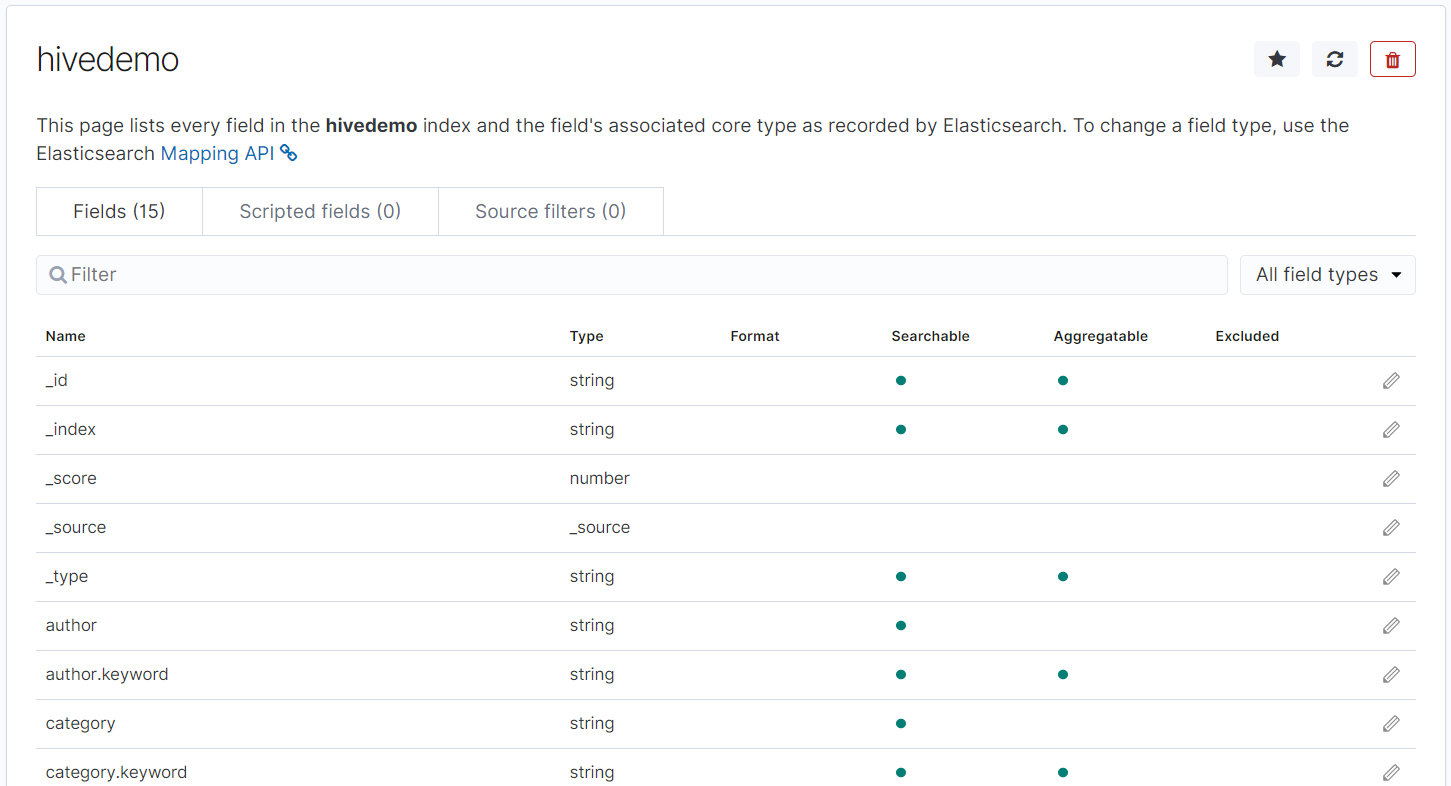 hivedemo
This page lists every field in the hivedemo index and the field's associated core type as recorded by Elasticsearch. To change a field type, use the
Elasticsearch Mapping API
Fields (15) Scripted fields (0) Source filters (0)
Filter All field types
Name Type Format Searchable Aggregatable Excluded
_id string
_index string
_score number
_source _source
_type string
author string
author.keyword string
category string
category.keyword string